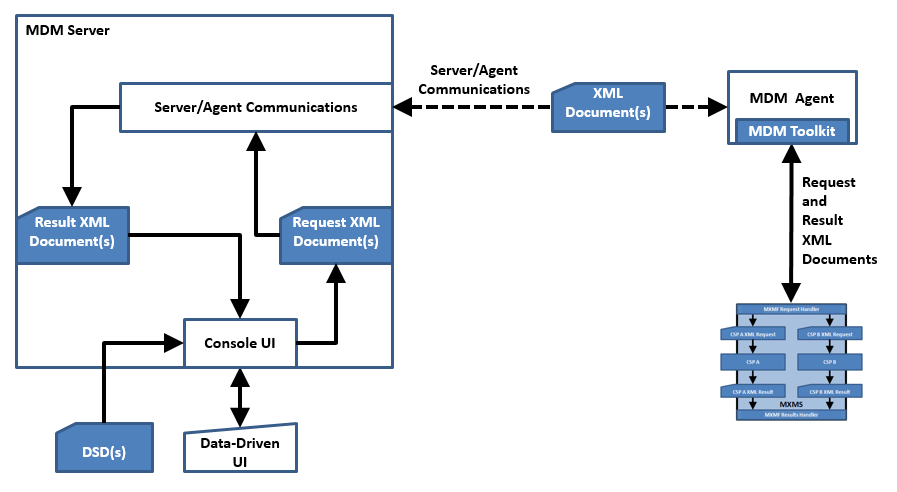 MDM Server
Server/Agent Communications
Server/Agent
Communications
XML
Document(s)
MDM Agent
MDM Toolkit
Result XML
Document(s)
Request XML
Document(s)
Request
and
Result
XML
Documents
Console UI
DSD(s)
Data-Driven
UI
MXMF Request Handler
CSP A XML Request
CSP B XML Request
CSP A
CSP B
CSP A XML Result
CSP B XML Result
MXMS
MXMF Results Handler